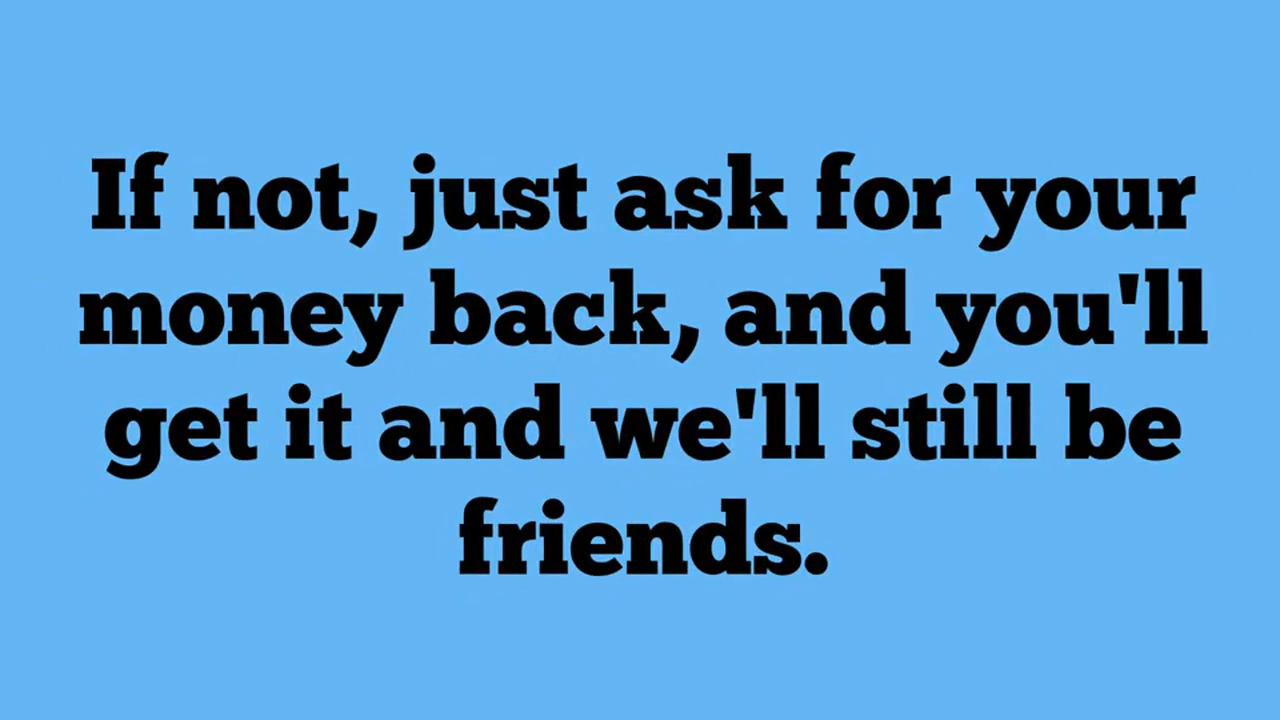 If not, just ask for your
money back, and you'll
get it and we'll still be
friends.